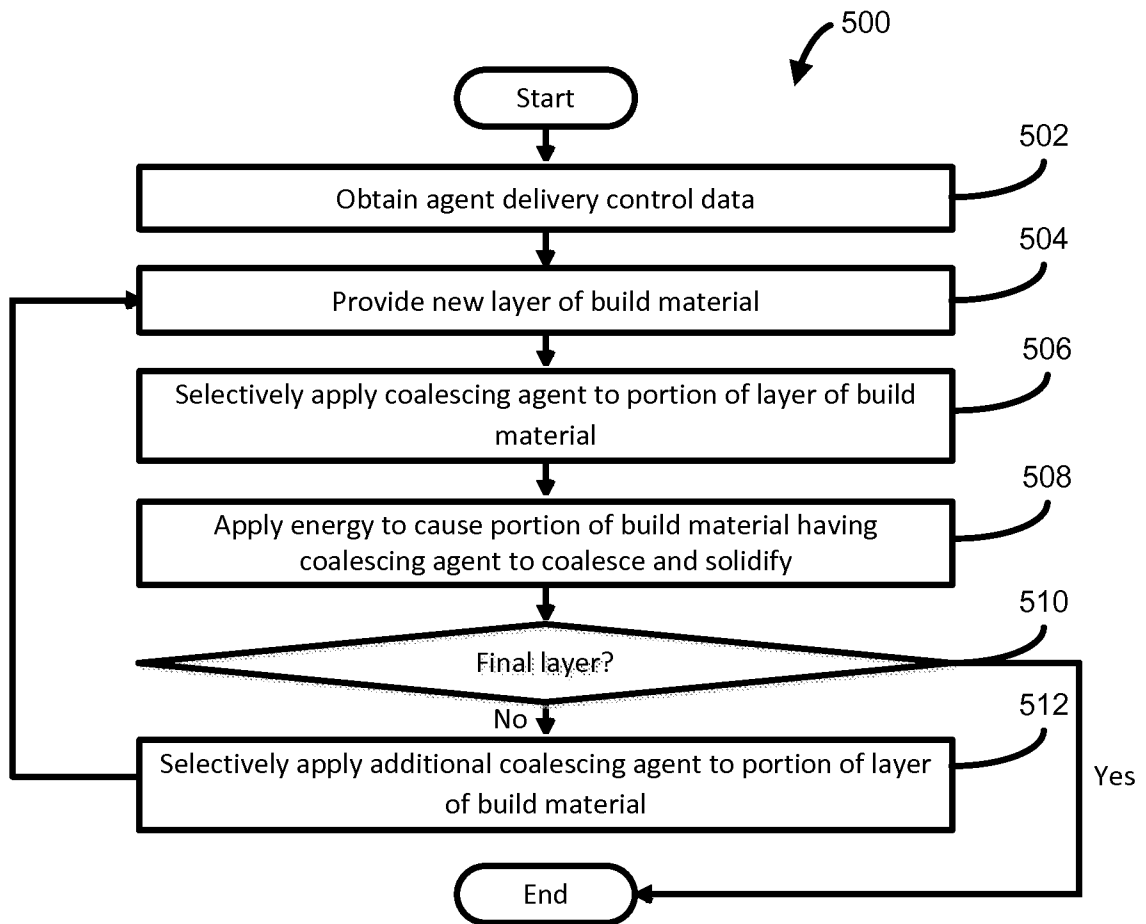 500
Start
502
Obtain agent delivery control data
504
Provide new layer of build material
506
Selectively apply coalescing agent to portion of layer of build
material
508
Apply energy to cause portion of build material having
coalescing agent to coalesce and solidify
510
Final layer?
No
512
Selectively apply additional coalescing agent to portion of layer
of build material
Yes
End